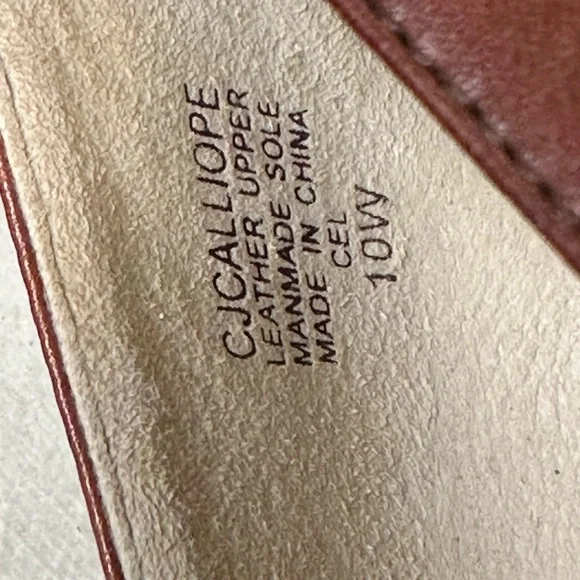 CJCALLIOPE
LEATHER UPPER
MANMADE SOLE
MADE IN CHINA
CEL
10W